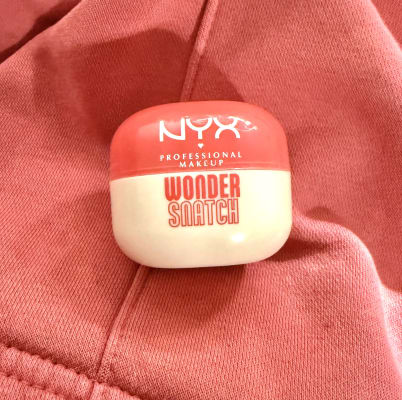 NYX
PROFESSIONAL
MAKEUP
WONDER
SNATCH